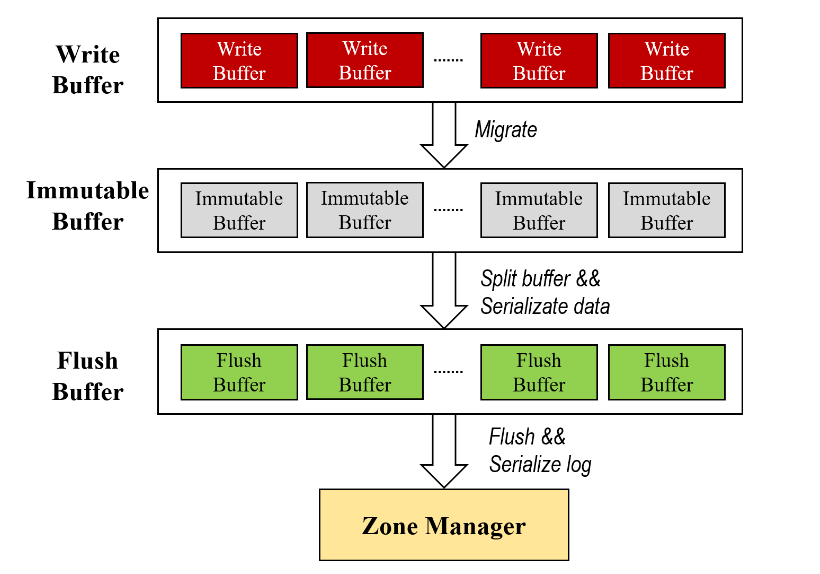 Write
Buffer
Write
Buffer
Write
Buffer
.......
Write
Buffer
Write
Buffer
Migrate
Immutable
Buffer
Immutable
Buffer
Immutable
Buffer
.......
Immutable
Buffer
Immutable
Buffer
Split buffer &&
Serializate data
Flush
Buffer
Flush
Buffer
Flush
Buffer
.......
Flush
Buffer
Flush
Buffer
Flush &&
Serialize log
Zone Manager